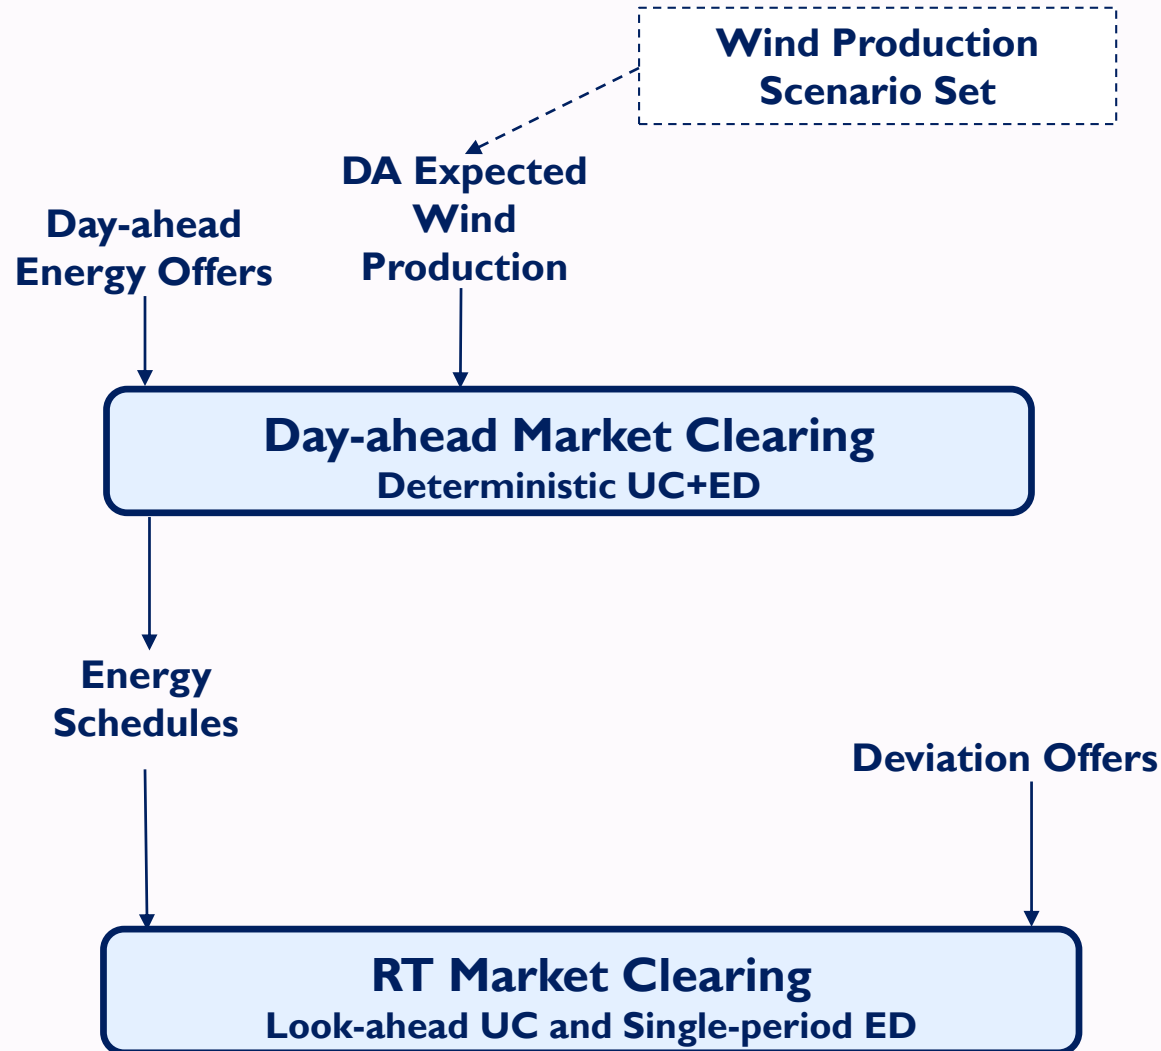 Wind Production
Scenario Set
DA Expected
Wind
Production
Day-ahead
Energy Offers
Day-ahead Market Clearing
Deterministic UC+ED
Energy
Schedules
Deviation Offers
RT Market Clearing
Look-ahead UC and Single-period ED